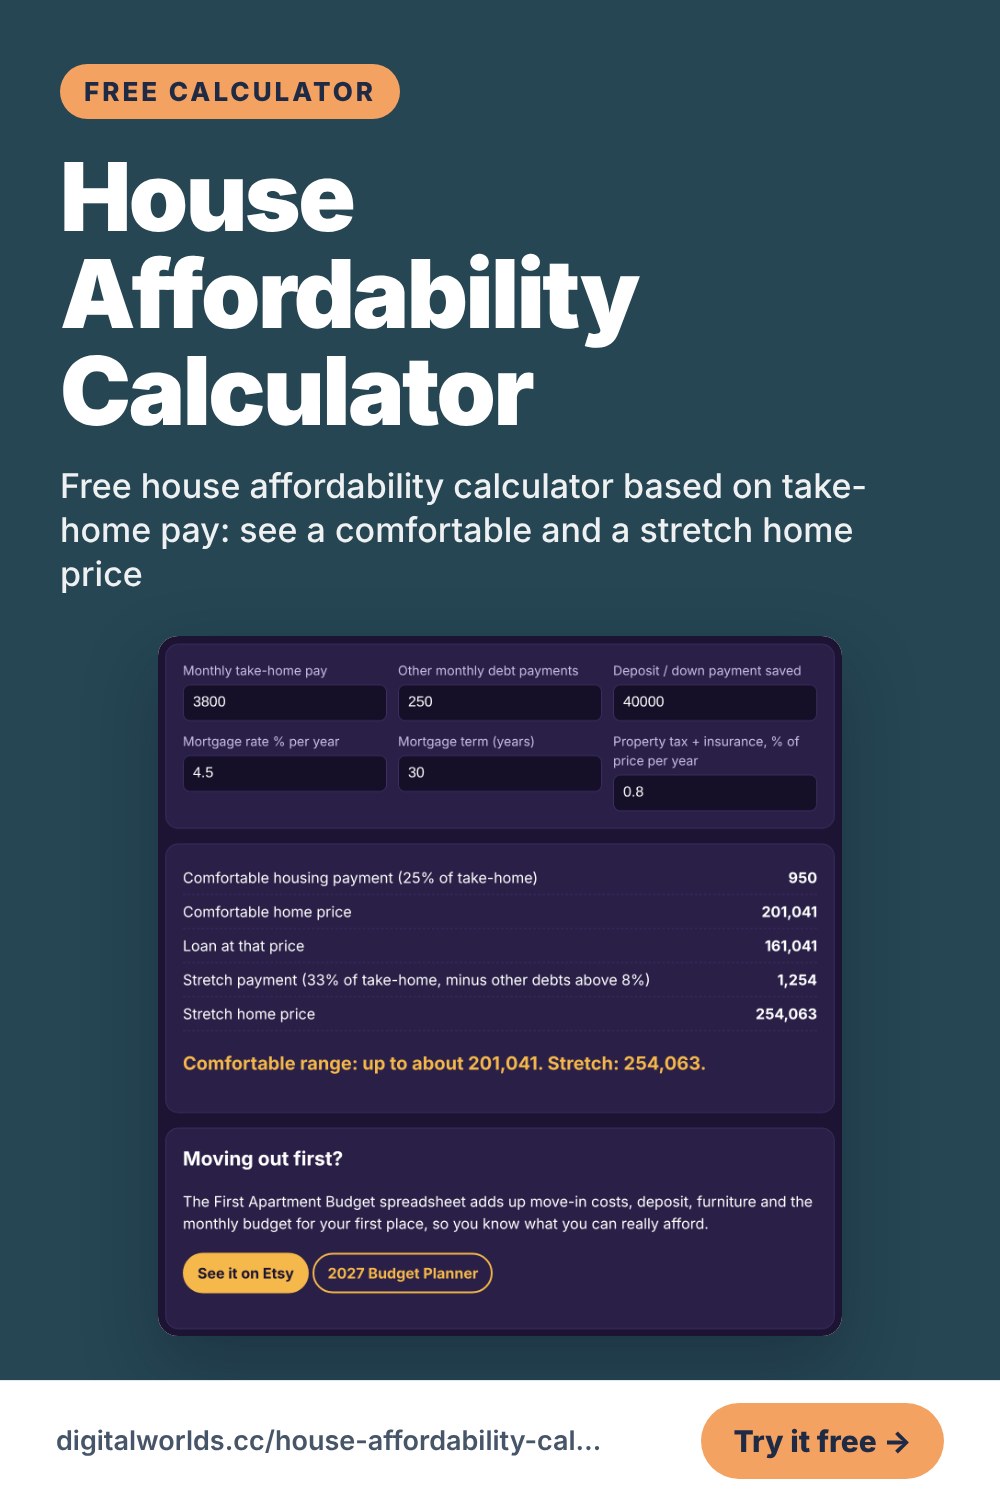 FREE CALCULATOR
House
Affordability
Calculator
Free house affordability calculator based on take-
home pay: see a comfortable and a stretch home
price
Monthly take-home pay
3800
Other monthly debt payments
250
Deposit / down payment saved
40000
Mortgage rate % per year
4.5
Mortgage term (years)
30
Property tax + insurance, % of
price per year
0.8
Comfortable housing payment (25% of take-home) 950
Comfortable home price 201,041
Loan at that price 161,041
Stretch payment (33% of take-home, minus other debts above 8%) 1,254
Stretch home price 254,063
Comfortable range: up to about 201,041. Stretch: 254,063.
Moving out first?
The First Apartment Budget spreadsheet adds up move-in costs, deposit, furniture and the
monthly budget for your first place, so you know what you can really afford.
See it on Etsy 2027 Budget Planner
digitalworlds.cc/house-affordability-cal... Try it free →